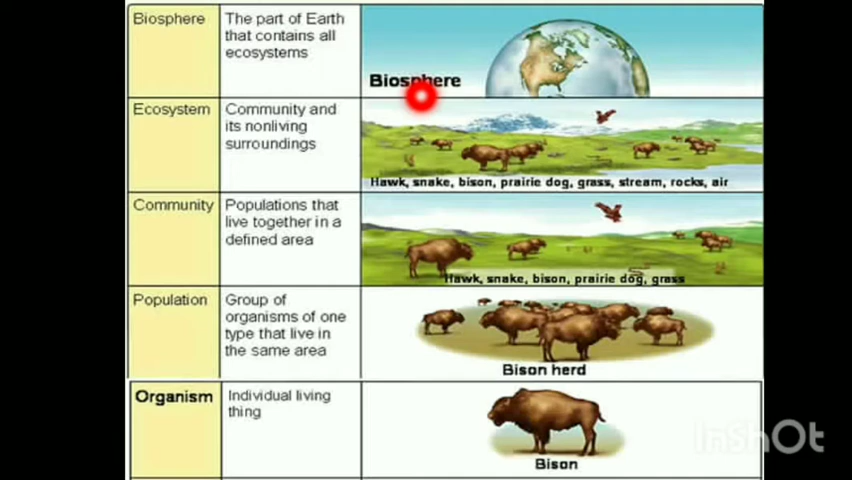 Biosphere
The part of Earth
that contains all
ecosystems
Biosphere
Ecosystem
Community and
its nonliving
surroundings
Hawk, snake, bison, prairie dog, grass, stream, rocks, air
Community
Populations that
live together in a
defined area
Hawk, snake, bison, prairie dog, grass
Population
Group of
organisms of one
type that live in
the same area
Bison herd
Organism
Individual living
thing
Bison
InShOt